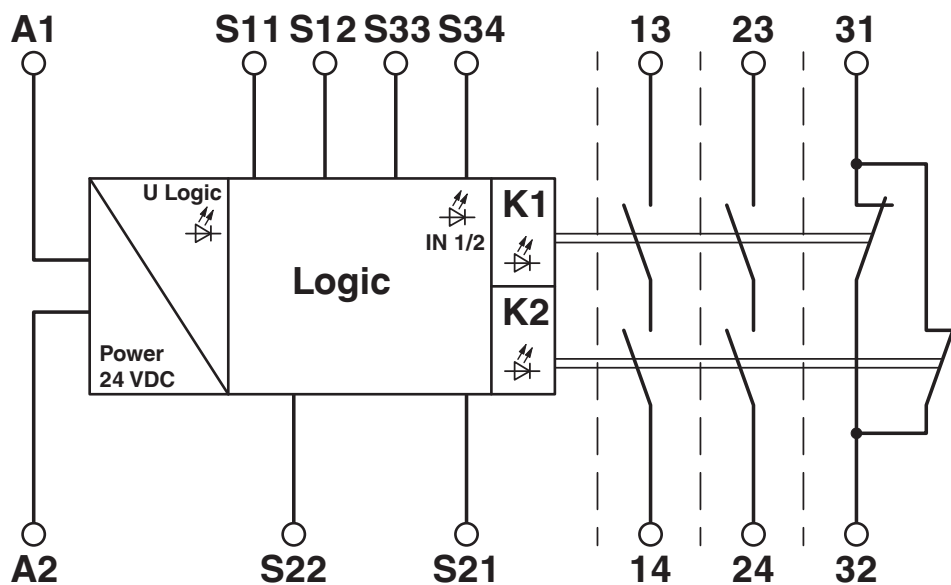 A1 S11 S12 S33 S34 13 23 31
U Logic
K1
IN 1/2
Logic
K2
Power
24 VDC
A2 S22 S21 14 24 32